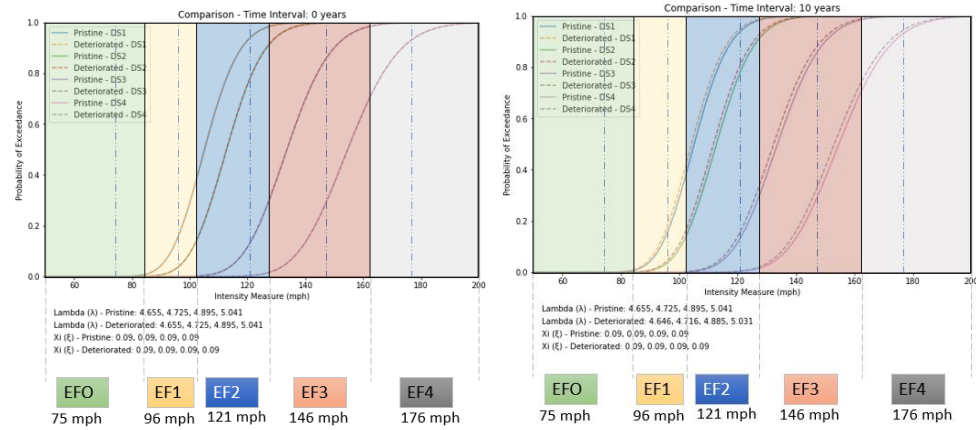 Comparison - Time Interval: 0 years
1.0
0.8
0.6
0.4
0.2
0.0
Probability of Exceedance
Pristine - DS1
Deteriorated - DS1
Pristine - DS2
Deteriorated - DS2
Pristine - DS3
Deteriorated - DS3
Pristine - DS4
Deteriorated - DS4
60 80 100 120 140 160 180 200
Intensity Measure (mph)
Lambda (λ) - Pristine: 4.655, 4.725, 4.895, 5.041
Lambda (λ) - Deteriorated: 4.655, 4.725, 4.895, 5.041
Xi (ξ) - Pristine: 0.09, 0.09, 0.09, 0.09
Xi (ξ) - Deteriorated: 0.09, 0.09, 0.09, 0.09
EFO EF1 EF2 EF3 EF4
75 mph 96 mph 121 mph 146 mph 176 mph
Comparison - Time Interval: 10 years
1.0
0.8
0.6
0.4
0.2
0.0
Probability of Exceedance
Pristine - DS1
Deteriorated - DS1
Pristine - DS2
Deteriorated - DS2
Pristine - DS3
Deteriorated - DS3
Pristine - DS4
Deteriorated - DS4
60 80 100 120 140 160 180 200
Intensity Measure (mph)
Lambda (λ) - Pristine: 4.655, 4.725, 4.895, 5.041
Lambda (λ) - Deteriorated: 4.646, 4.716, 4.885, 5.031
Xi (ξ) - Pristine: 0.09, 0.09, 0.09, 0.09
Xi (ξ) - Deteriorated: 0.09, 0.09, 0.09, 0.09
EFO EF1 EF2 EF3 EF4
75 mph 96 mph 121 mph 146 mph 176 mph